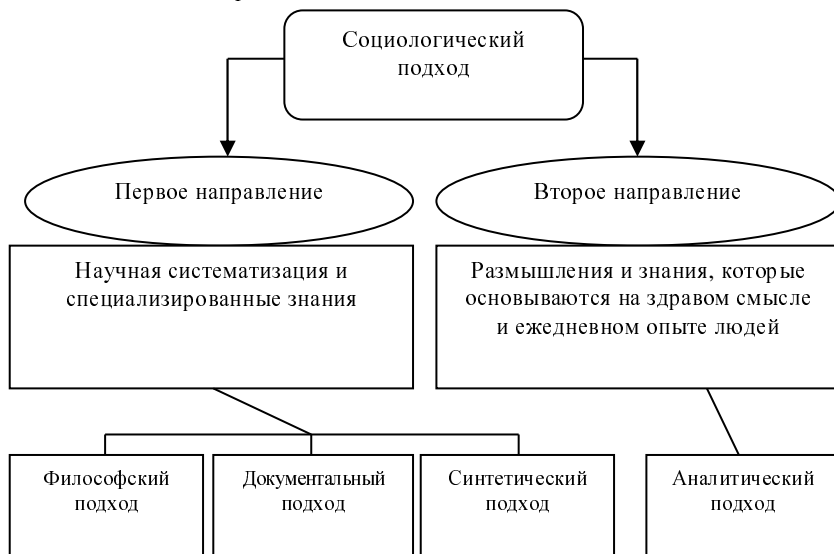 Социологический
подход
Первое направление
Второе направление
Научная систематизация и
специализированные знания
Размышления и знания, которые
основываются на здравом смысле
и ежедневном опыте людей
Философский
подход
Документальный
подход
Синтетический
подход
Аналитический
подход